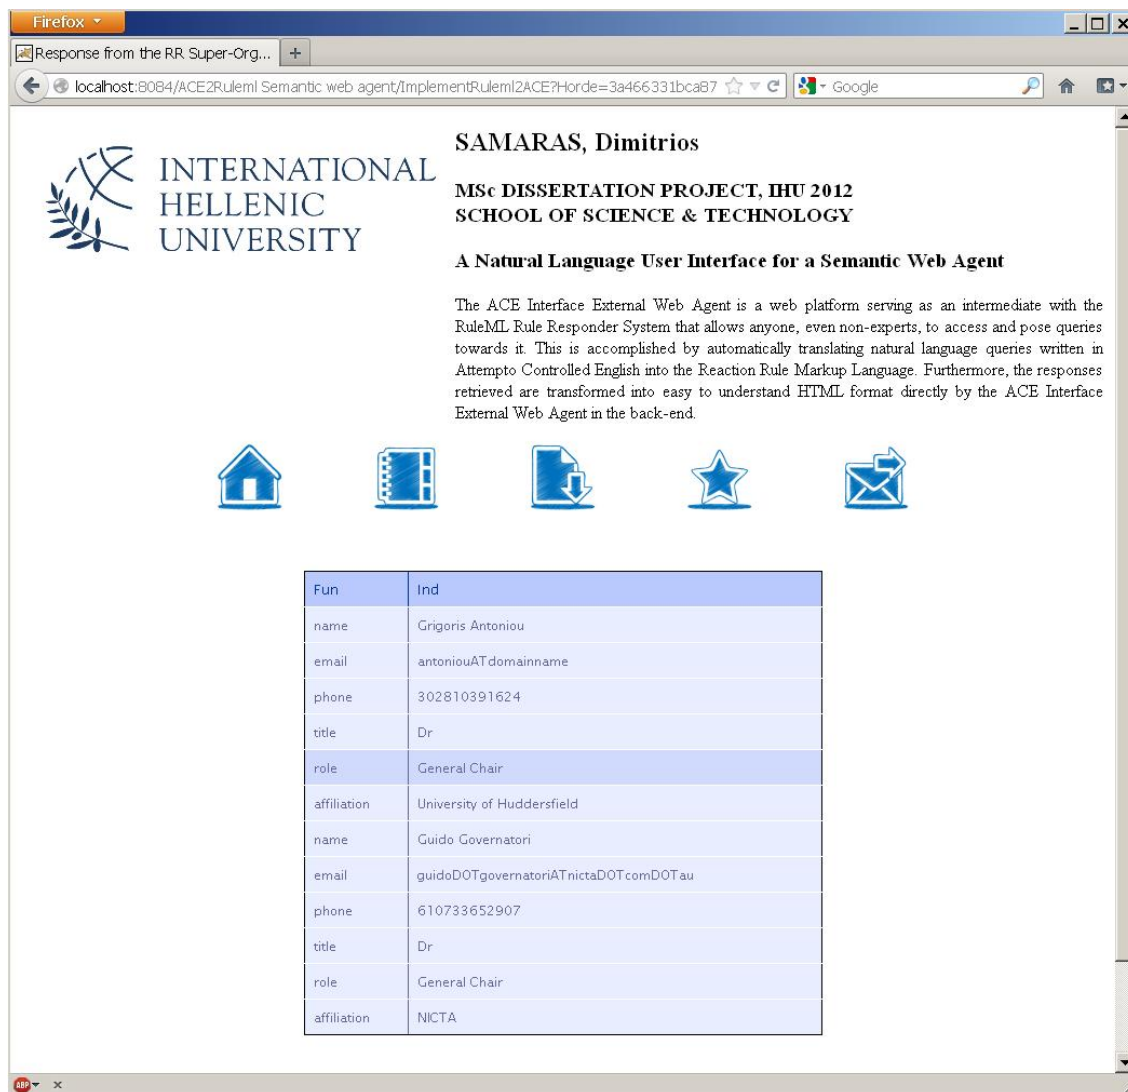 Firefox
Response from the RR Super-Org...
localhost:8084/ACE2Ruleml Semantic web agent/ImplementRuleml2ACE?Horde=3a466331bca87
Google
INTERNATIONAL
HELLENIC
UNIVERSITY
SAMARAS, Dimitrios
MSc DISSERTATION PROJECT, IHU 2012
SCHOOL OF SCIENCE & TECHNOLOGY
A Natural Language User Interface for a Semantic Web Agent
The ACE Interface External Web Agent is a web platform serving as an intermediate with the
RuleML Rule Responder System that allows anyone, even non-experts, to access and pose queries
towards it. This is accomplished by automatically translating natural language queries written in
Attempto Controlled English into the Reaction Rule Markup Language. Furthermore, the responses
retrieved are transformed into easy to understand HTML format directly by the ACE Interface
External Web Agent in the back-end.
Fun Ind
name Grigoris Antoniou
email antoniouATdomainname
phone 302810391624
title Dr
role General Chair
affiliation University of Huddersfield
name Guido Governatori
email guidoDOTgovernatoriATnictaDOTcomDOTau
phone 610733652907
title Dr
role General Chair
affiliation NICTA
ABP